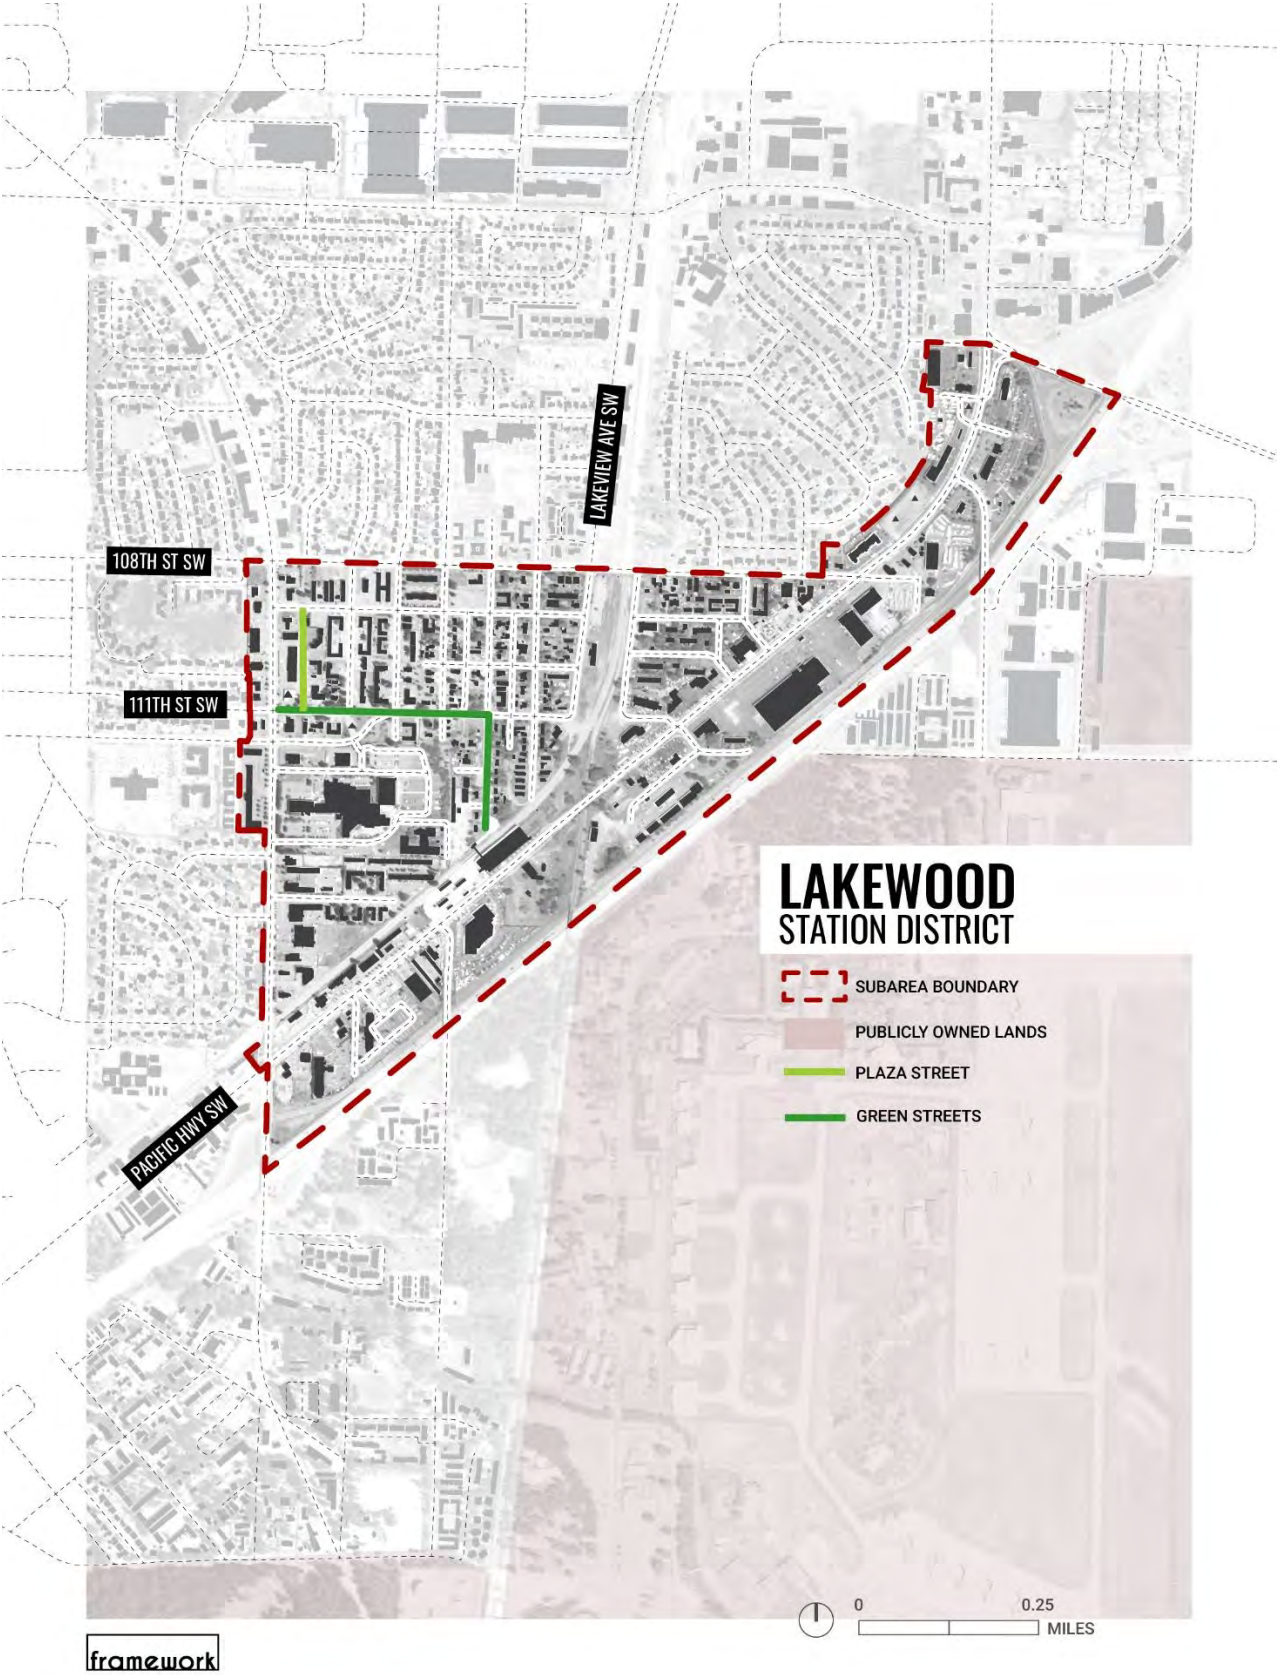 LAKEVIEW AVE SW
108TH ST SW
111TH ST SW
PACIFIC HWY SW
LAKEWOOD
STATION DISTRICT
SUBAREA BOUNDARY
PUBLICLY OWNED LANDS
PLAZA STREET
GREEN STREETS
0 0.25
MILES
framework